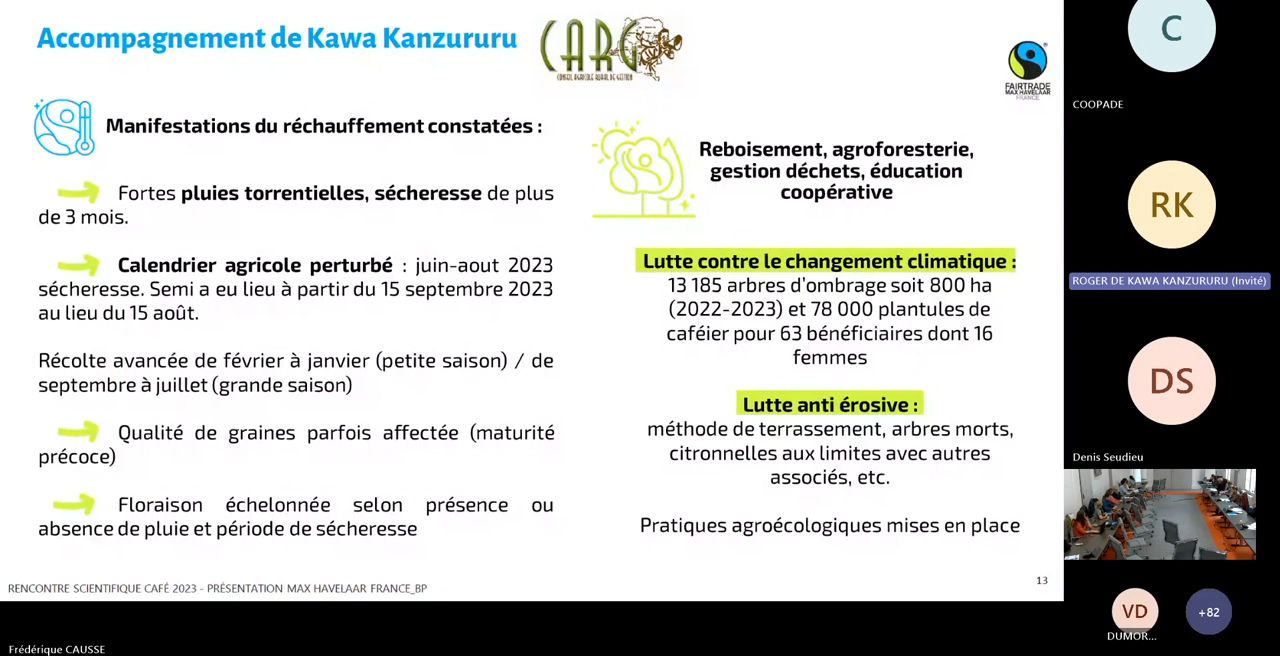 Accompagnement de Kawa Kanzururu
CARG
CONSEIL AGRICOLE RURAL DE GESTION
FAIRTRADE
MAX HAVELAAR
FRANCE
Manifestations du réchauffement constatées :
Fortes pluies torrentielles, sécheresse de plus
de 3 mois.
Calendrier agricole perturbé : juin-aout 2023
sécheresse. Semi a eu lieu à partir du 15 septembre 2023
au lieu du 15 août.
Récolte avancée de février à janvier (petite saison) / de
septembre à juillet (grande saison)
Qualité de graines parfois affectée (maturité
précoce)
Floraison échelonnée selon présence ou
absence de pluie et période de sécheresse
Reboisement, agroforesterie,
gestion déchets, éducation
coopérative
Lutte contre le changement climatique :
13 185 arbres d’ombrage soit 800 ha
(2022-2023) et 78 000 plantules de
caféier pour 63 bénéficiaires dont 16
femmes
Lutte anti érosive :
méthode de terrassement, arbres morts,
citronnelles aux limites avec autres
associés, etc.
Pratiques agroécologiques mises en place
RENCONTRE SCIENTIFIQUE CAFÉ 2023 - PRÉSENTATION MAX HAVELAAR FRANCE_BP
13
Frédérique CAUSSE
C
COOPADE
RK
ROGER DE KAWA KANZURURU (Invité)
DS
Denis Seudieu
VD
DUMOR...
+82